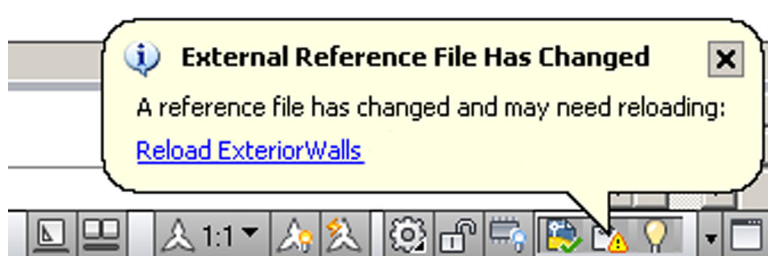 External Reference File Has Changed
A reference file has changed and may need reloading:
Reload ExteriorWalls
1:1